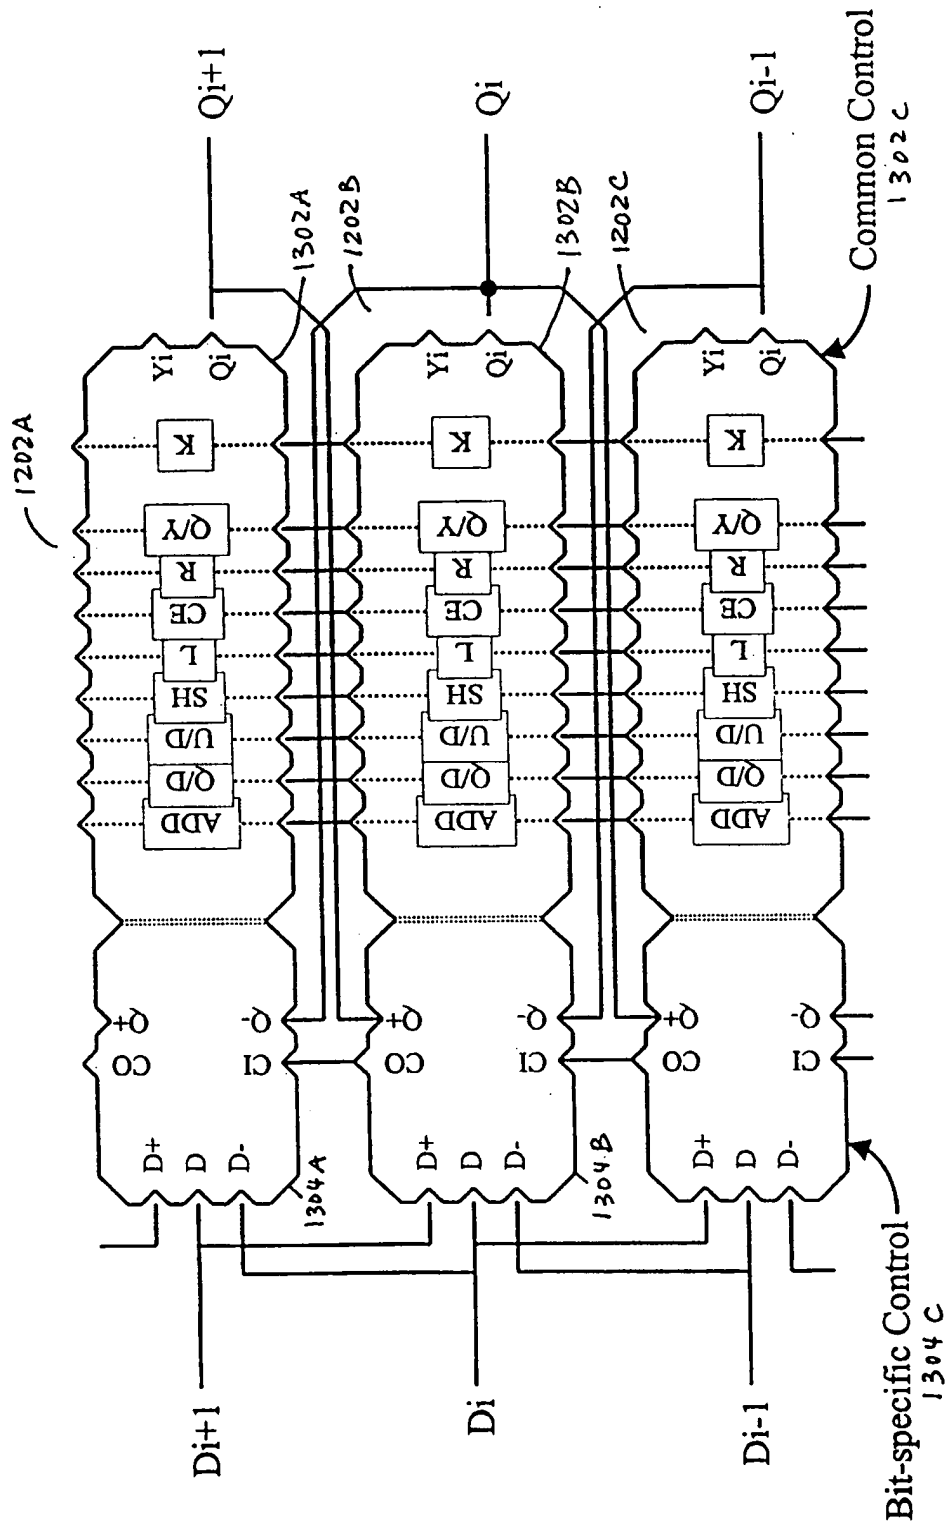 1202A
Yi
Qi
K
Q/Y
R
CE
L
SH
U/D
Q/D
ADD
Q+
CO
Q-
CI
D+
D
D-
1304A
Di+1
Qi+1
1302A
1202B
Yi
Qi
K
Q/Y
R
CE
L
SH
U/D
Q/D
ADD
Q+
CO
Q-
CI
D+
D
D-
1304B
Di
Qi
1302B
1202C
Yi
Qi
K
Q/Y
R
CE
L
SH
U/D
Q/D
ADD
Q+
CO
Q-
CI
D+
D
D-
Di-1
Qi-1
Common Control
1302C
Bit-specific Control
1304C